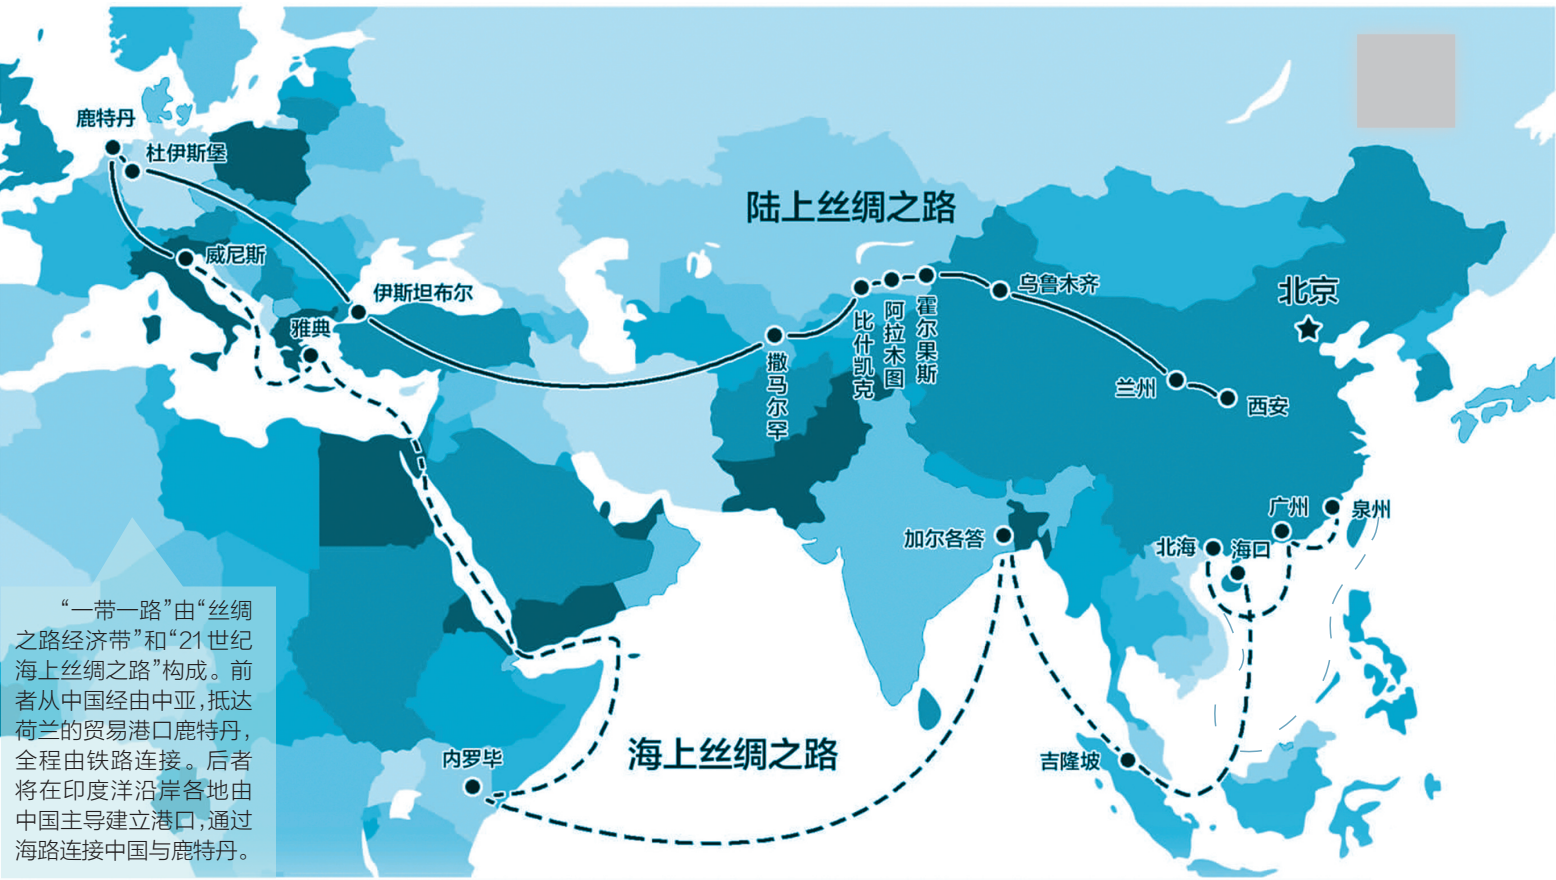 鹿特丹
杜伊斯堡
威尼斯
伊斯坦布尔
雅典
陆上丝绸之路
撒马尔罕
比什凯克
阿拉木图
霍尔果斯
乌鲁木齐
北京
兰州
西安
加尔各答
广州
泉州
北海
海口
吉隆坡
内罗毕
海上丝绸之路
“一带一路”由“丝绸
之路经济带”和“21世纪
海上丝绸之路”构成。前
者从中国经由中亚,抵达
荷兰的贸易港口鹿特丹,
全程由铁路连接。后者
将在印度洋沿岸各地由
中国主导建立港口,通过
海路连接中国与鹿特丹。